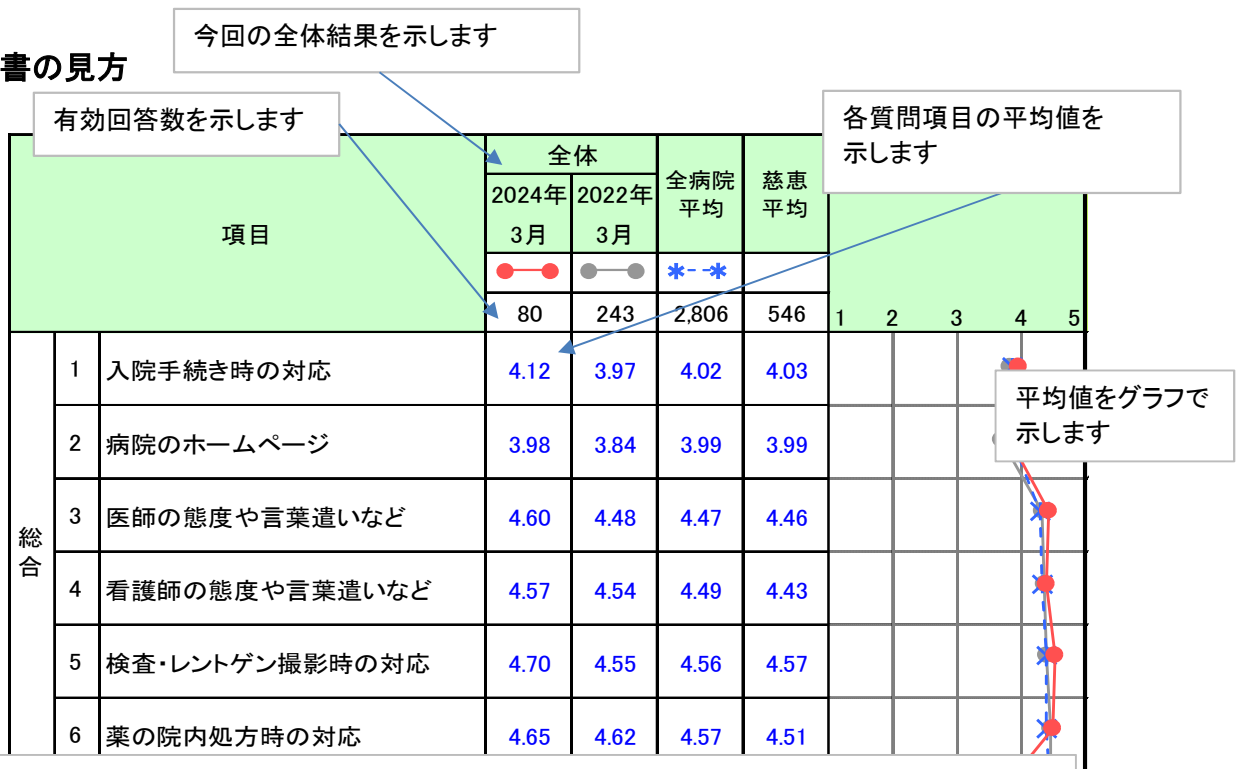 今回の全体結果を示します
書の見方
有効回答数を示します
各質問項目の平均値を
示します
項目
全体
2024年
3月
2022年
3月
全病院
平均
慈恵
平均
80 243 2,806 546 1 2 3 4 5
総合
1 入院手続き時の対応 4.12 3.97 4.02 4.03
平均値をグラフで
示します
2 病院のホームページ 3.98 3.84 3.99 3.99
3 医師の態度や言葉遣いなど 4.60 4.48 4.47 4.46
4 看護師の態度や言葉遣いなど 4.57 4.54 4.49 4.43
5 検査・レントゲン撮影時の対応 4.70 4.55 4.56 4.57
6 薬の院内処方時の対応 4.65 4.62 4.57 4.51